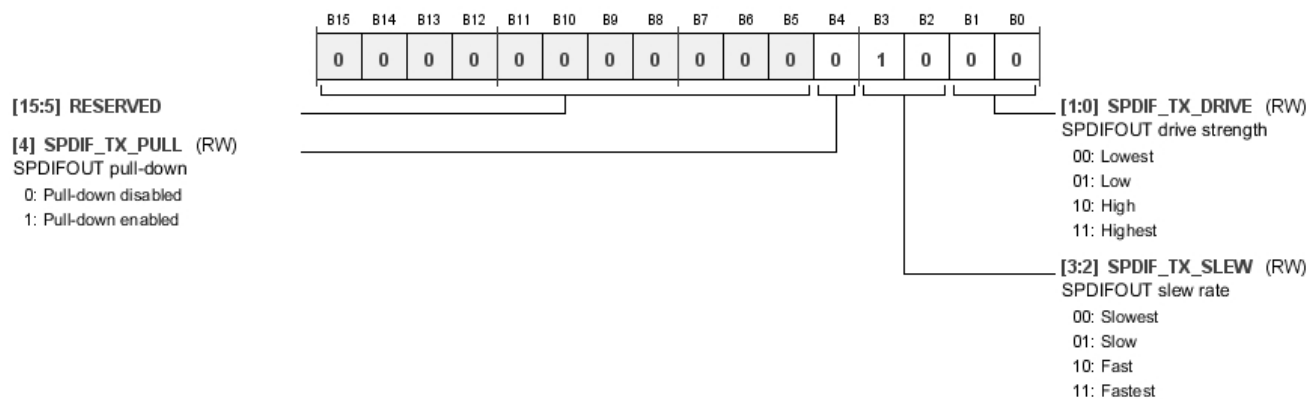 B15 B14 B13 B12 B11 B10 B9 B8 B7 B6 B5 B4 B3 B2 B1 B0
0 0 0 0 0 0 0 0 0 0 0 0 1 0 0 0
[15:5] RESERVED
[4] SPDIF_TX_PULL (RW)
SPDIFOUT pull-down
0: Pull-down disabled
1: Pull-down enabled
[1:0] SPDIF_TX_DRIVE (RW)
SPDIFOUT drive strength
00: Lowest
01: Low
10: High
11: Highest
[3:2] SPDIF_TX_SLEW (RW)
SPDIFOUT slew rate
00: Slowest
01: Slow
10: Fast
11: Fastest